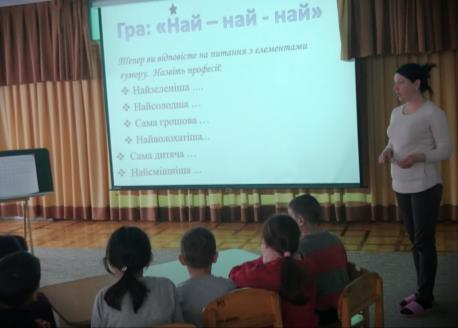 Гра: «Най – най - най»
Тепер ви відповісте на питання з елементами
гумору. Назвіть професії:
❖ Найзеленіша ....
❖ Найсолодша ...
❖ Сама грошова ...
❖ Найволохатіша...
❖ Сама дитяча ...
❖ Найсмішніша ...